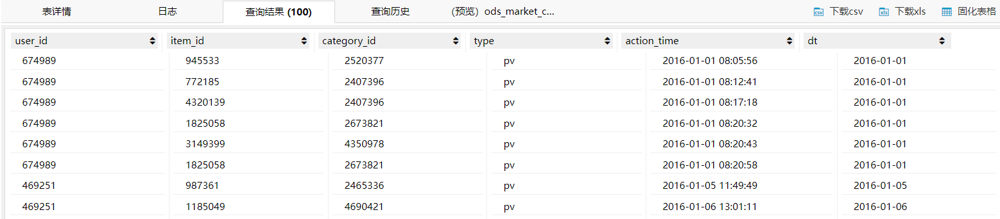 表详情 日志 查询结果 (100) 查询历史 (预览) ods_market_c... 下载csv 下载xls 固化表格
user_id item_id category_id type action_time dt
674989 945533 2520377 pv 2016-01-01 08:05:56 2016-01-01
674989 772185 2407396 pv 2016-01-01 08:12:41 2016-01-01
674989 4320139 2407396 pv 2016-01-01 08:17:18 2016-01-01
674989 1825058 2673821 pv 2016-01-01 08:20:32 2016-01-01
674989 3149399 4350978 pv 2016-01-01 08:20:43 2016-01-01
674989 1825058 2673821 pv 2016-01-01 08:20:58 2016-01-01
469251 987361 2465336 pv 2016-01-05 11:49:49 2016-01-05
469251 1185049 4690421 pv 2016-01-06 13:01:11 2016-01-06